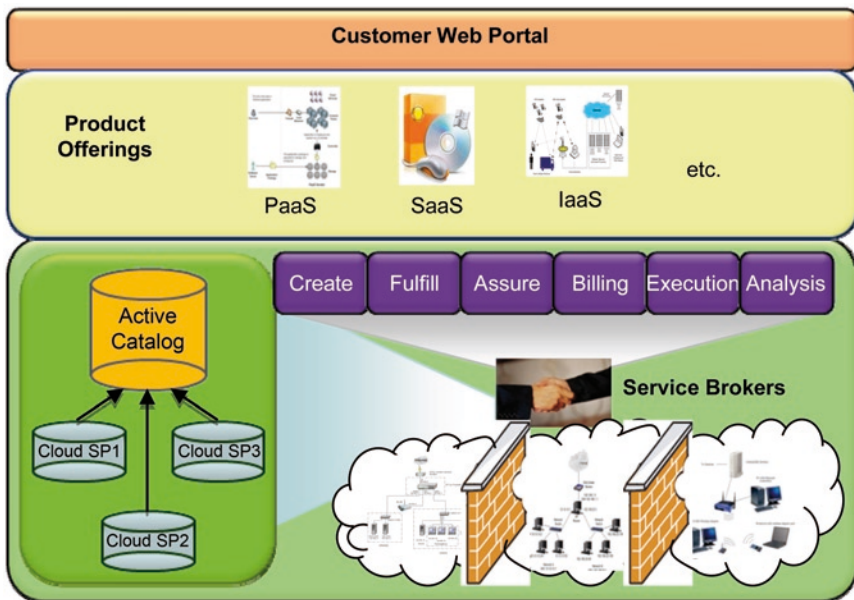 Customer Web Portal
Product
Offerings
PaaS
SaaS
IaaS
etc.
Create
Fulfill
Assure
Billing
Execution
Analysis
Active
Catalog
Cloud SP1
Cloud SP3
Cloud SP2
Service Brokers